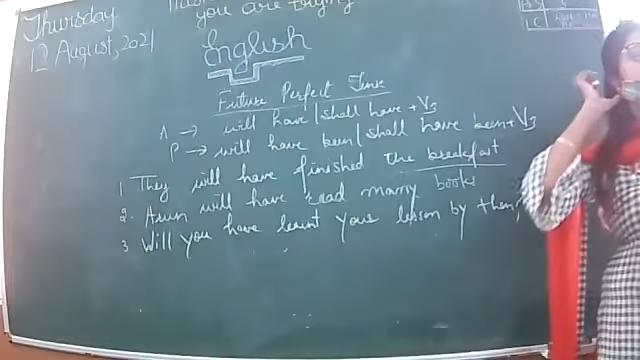 Thursday
12 August, 2021
you are trying
English
Future Perfect Tense
A → will have/shall have + V3
P → will have been/shall have been + V3
1 They will have finished the breakfast
2. Arun will have read many books
3 Will you have learnt your lesson by then?